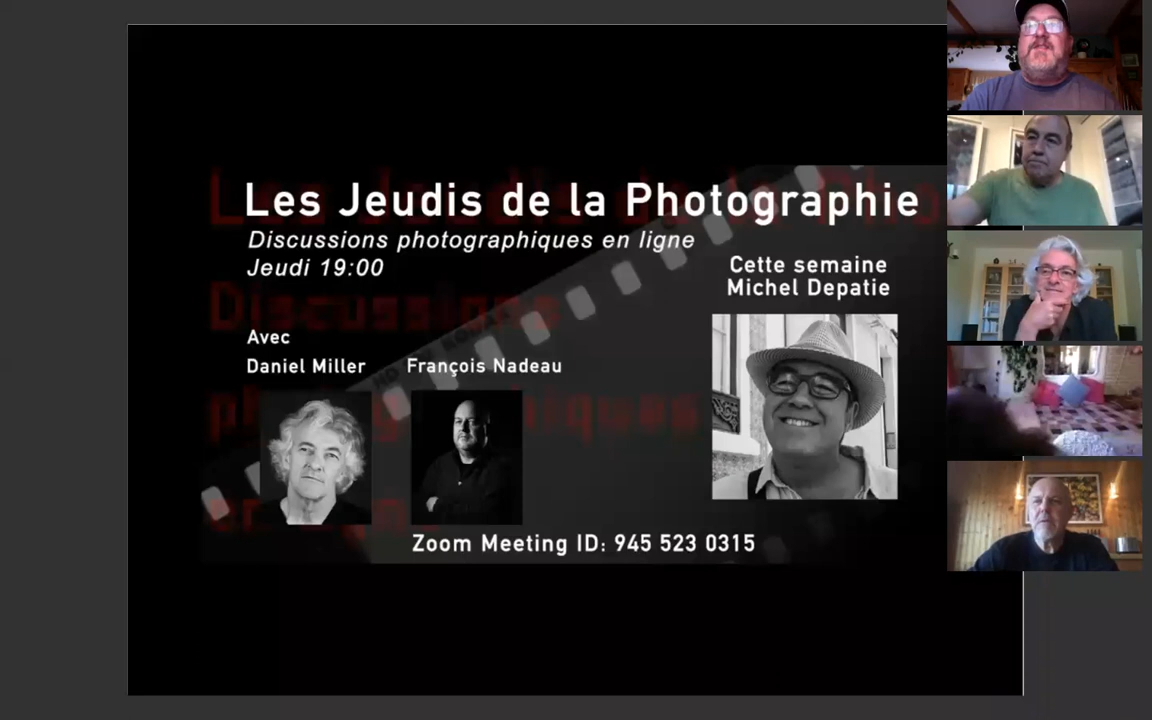 Les Jeudis de la Photographie
Discussions photographiques en ligne
Jeudi 19:00
Cette semaine
Michel Depatie
Avec
Daniel Miller François Nadeau
Zoom Meeting ID: 945 523 0315